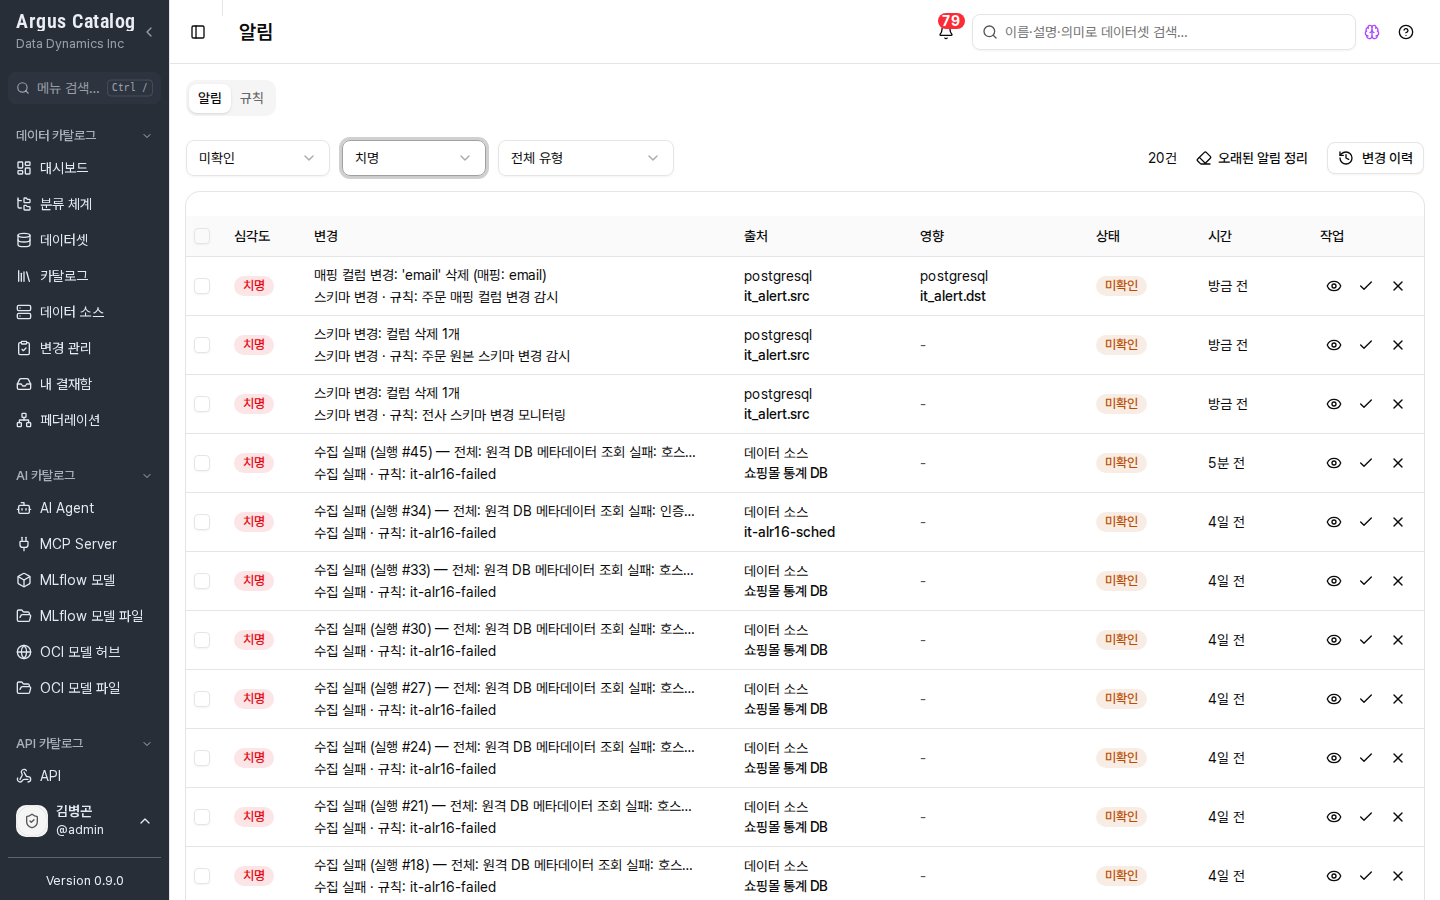 Argus Catalog
Data Dynamics Inc
메뉴 검색... Ctrl /
데이터 카탈로그
대시보드
분류 체계
데이터셋
카탈로그
데이터 소스
변경 관리
내 결재함
페더레이션
AI 카탈로그
AI Agent
MCP Server
MLflow 모델
MLflow 모델 파일
OCI 모델 허브
OCI 모델 파일
API 카탈로그
API
김병곤
@admin
Version 0.9.0
알림
79
이름·설명·의미로 데이터셋 검색...
알림 규칙
미확인 치명 전체 유형 20건 오래된 알림 정리 변경 이력
심각도 변경 출처 영향 상태 시간 작업
치명 매핑 컬럼 변경: 'email' 삭제 (매핑: email) postgresql postgresql 미확인 방금 전
스키마 변경 · 규칙: 주문 매핑 컬럼 변경 감시 it_alert.src it_alert.dst
치명 스키마 변경: 컬럼 삭제 1개 postgresql - 미확인 방금 전
스키마 변경 · 규칙: 주문 원본 스키마 변경 감시 it_alert.src
치명 스키마 변경: 컬럼 삭제 1개 postgresql - 미확인 방금 전
스키마 변경 · 규칙: 전사 스키마 변경 모니터링 it_alert.src
치명 수집 실패 (실행 #45) — 전체: 원격 DB 메타데이터 조회 실패: 호스... 데이터 소스 - 미확인 5분 전
수집 실패 · 규칙: it-alr16-failed 쇼핑몰 통계 DB
치명 수집 실패 (실행 #34) — 전체: 원격 DB 메타데이터 조회 실패: 인증... 데이터 소스 - 미확인 4일 전
수집 실패 · 규칙: it-alr16-failed it-alr16-sched
치명 수집 실패 (실행 #33) — 전체: 원격 DB 메타데이터 조회 실패: 호스... 데이터 소스 - 미확인 4일 전
수집 실패 · 규칙: it-alr16-failed 쇼핑몰 통계 DB
치명 수집 실패 (실행 #30) — 전체: 원격 DB 메타데이터 조회 실패: 호스... 데이터 소스 - 미확인 4일 전
수집 실패 · 규칙: it-alr16-failed 쇼핑몰 통계 DB
치명 수집 실패 (실행 #27) — 전체: 원격 DB 메타데이터 조회 실패: 호스... 데이터 소스 - 미확인 4일 전
수집 실패 · 규칙: it-alr16-failed 쇼핑몰 통계 DB
치명 수집 실패 (실행 #24) — 전체: 원격 DB 메타데이터 조회 실패: 호스... 데이터 소스 - 미확인 4일 전
수집 실패 · 규칙: it-alr16-failed 쇼핑몰 통계 DB
치명 수집 실패 (실행 #21) — 전체: 원격 DB 메타데이터 조회 실패: 호스... 데이터 소스 - 미확인 4일 전
수집 실패 · 규칙: it-alr16-failed 쇼핑몰 통계 DB
치명 수집 실패 (실행 #18) — 전체: 원격 DB 메타데이터 조회 실패: 호스... 데이터 소스 - 미확인 4일 전
수집 실패 · 규칙: it-alr16-failed 쇼핑몰 통계 DB